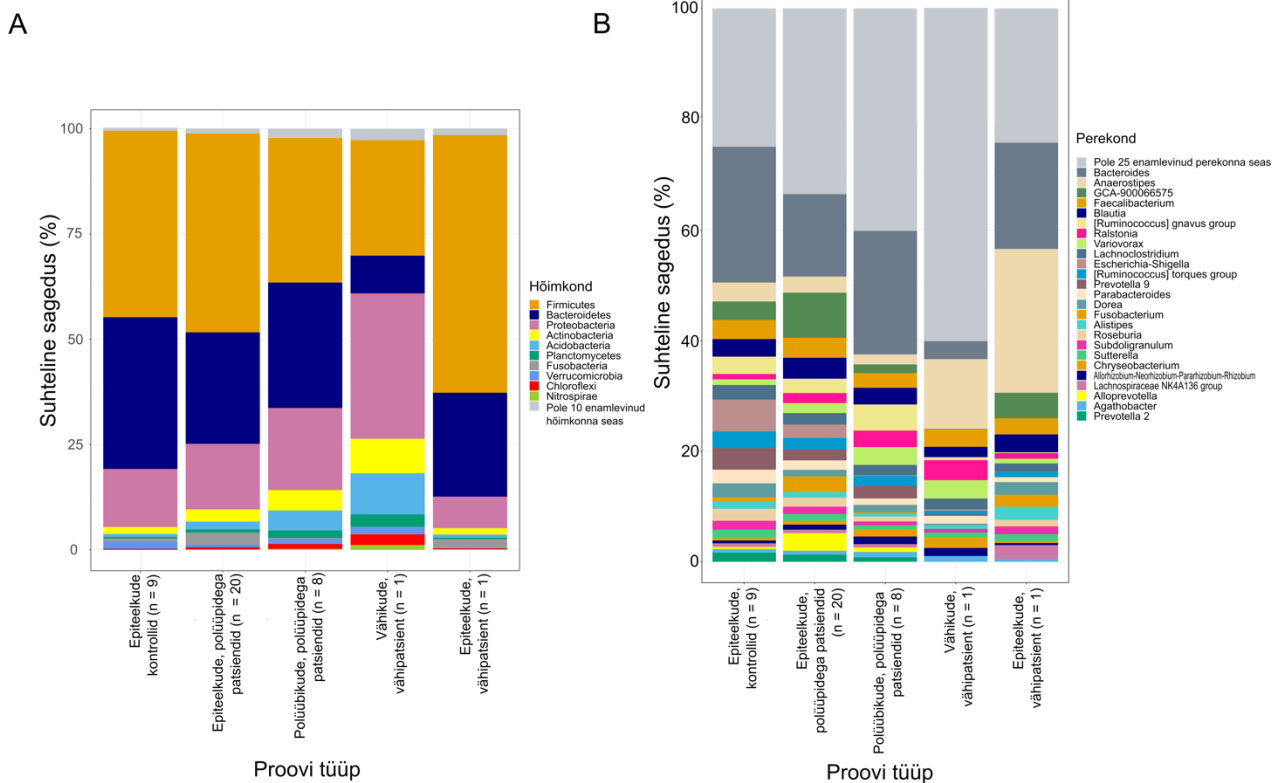 A
Suhteline sagedus (%)
100
75
50
25
0
Epiteelkude,
kontrollid (n = 9)
Epiteelkude, polüüpidega
patsiendid (n = 20)
Polüübikude, polüüpidega
patsiendid (n = 8)
Vähikude,
vähipatsient (n = 1)
Epiteelkude,
vähipatsient (n = 1)
Proovi tüüp
Hõimkond
Firmicutes
Bacteroidetes
Proteobacteria
Actinobacteria
Acidobacteria
Planctomycetes
Fusobacteria
Verrucomicrobia
Chloroflexi
Nitrospirae
Pole 10 enamlevinud
hõimkonna seas
B
Suhteline sagedus (%)
100
80
60
40
20
0
Epiteelkude,
kontrollid (n = 9)
Epiteelkude,
polüüpidega patsiendid
(n = 20)
Polüübikude, polüüpidega
patsiendid (n = 8)
Vähikude,
vähipatsient (n = 1)
Epiteelkude,
vähipatsient (n = 1)
Proovi tüüp
Perekond
Pole 25 enamlevinud perekonna seas
Bacteroides
Anaerostipes
GCA-900066575
Faecalibacterium
Blautia
[Ruminococcus] gnavus group
Ralstonia
Variovorax
Lachnoclostridium
Escherichia-Shigella
[Ruminococcus] torques group
Prevotella 9
Parabacteroides
Dorea
Fusobacterium
Alistipes
Roseburia
Subdoligranulum
Sutterella
Chryseobacterium
Allorhizobium-Neorhizobium-Pararhizobium-Rhizobium
Lachnospiraceae NK4A136 group
Alloprevotella
Agathobacter
Prevotella 2